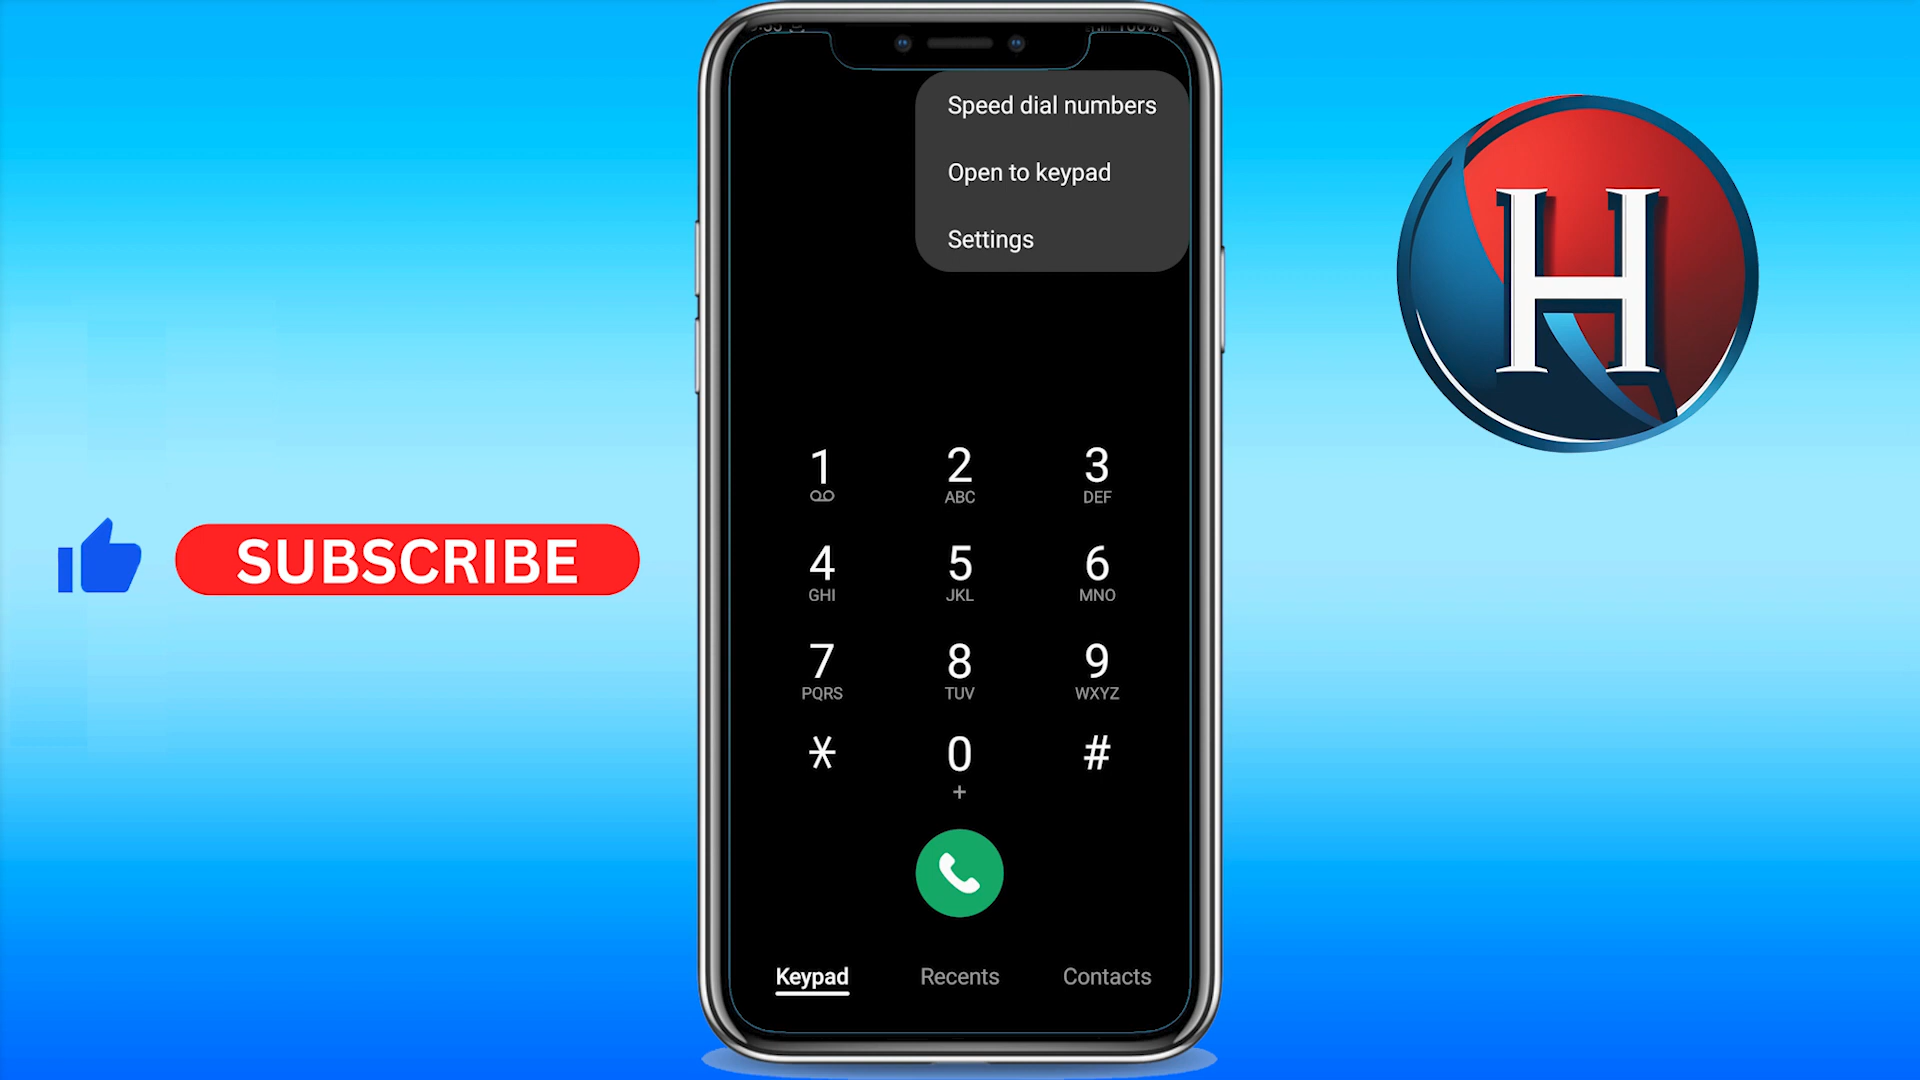 Speed dial numbers
Open to keypad
Settings
H
1
2
3
ABC
DEF
4
5
6
GHI
JKL
MNO
SUBSCRIBE
7
8
9
PQRS
TUV
WXYZ
*
0
#
+
Keypad
Recents
Contacts